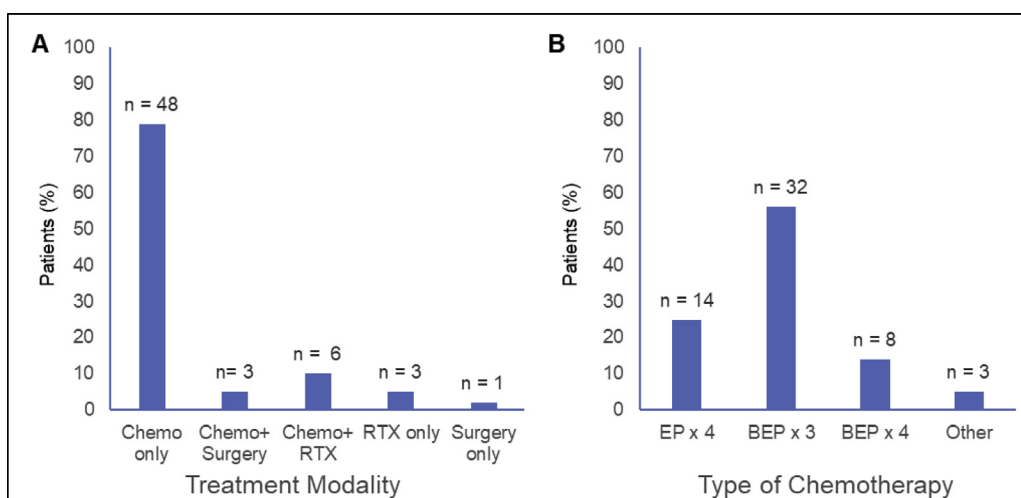 A
100
90
80
70
60
50
40
30
20
10
0
Patients (%)
n = 48
n= 3
n = 6
n = 3
n = 1
Chemo only
Chemo+ Surgery
Chemo+ RTX
RTX only
Surgery only
Treatment Modality
B
100
90
80
70
60
50
40
30
20
10
0
Patients (%)
n = 14
n = 32
n = 8
n = 3
EP x 4
BEP x 3
BEP x 4
Other
Type of Chemotherapy